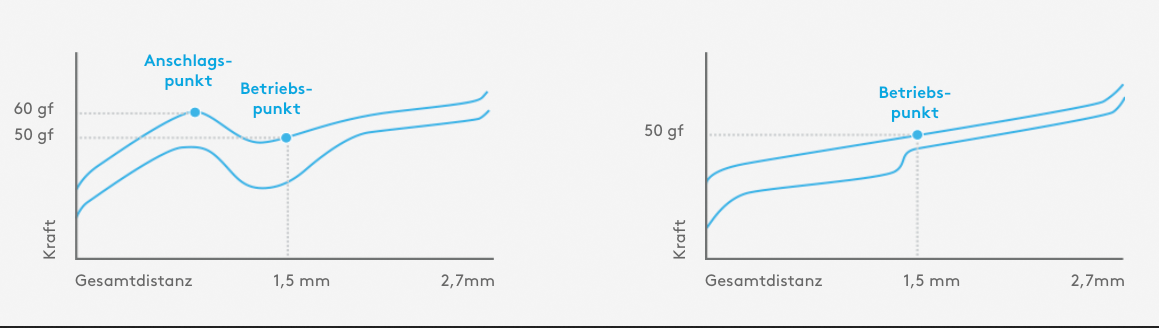 Anschlags-
punkt
Betriebs-
punkt
60 gf
50 gf
Kraft
Gesamtdistanz
1,5 mm
2,7mm
Betriebs-
punkt
50 gf
Kraft
Gesamtdistanz
1,5 mm
2,7mm